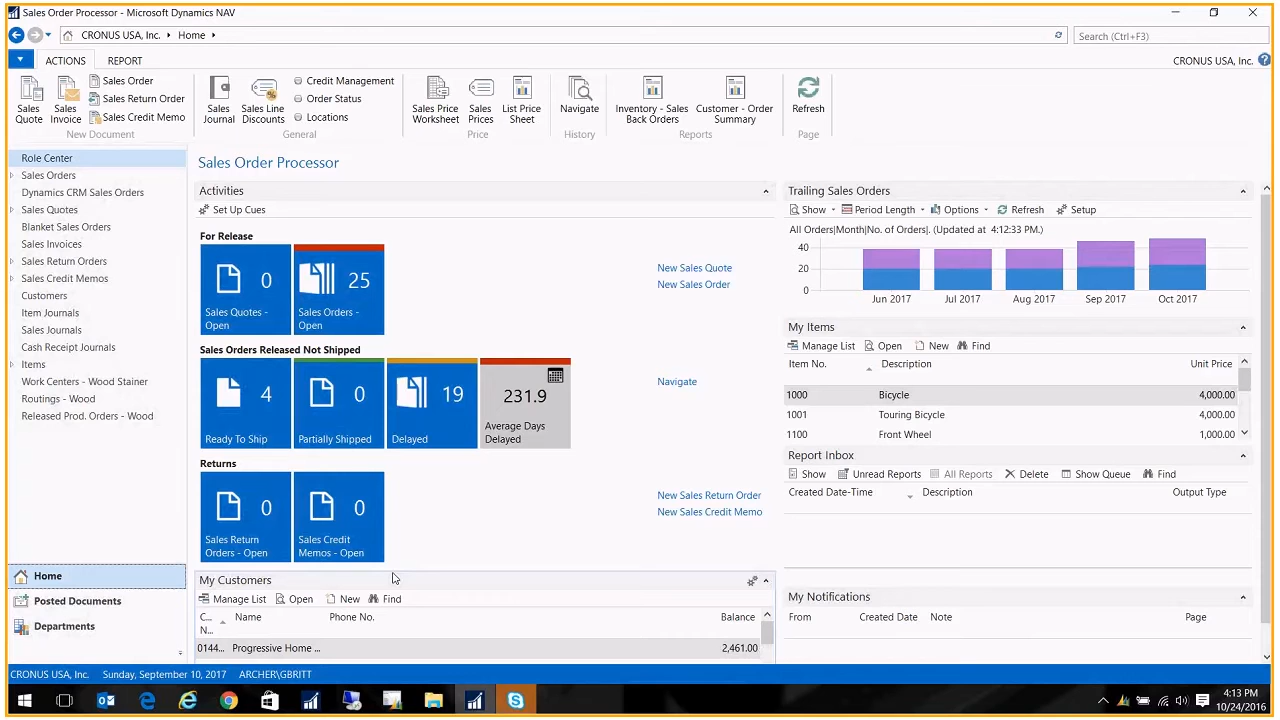 Sales Order Processor - Microsoft Dynamics NAV
CRONUS USA, Inc. Home
Search (Ctrl+F3)
ACTIONS REPORT
CRONUS USA, Inc.
Sales Quote
Sales Invoice
Sales Order
Sales Return Order
Sales Credit Memo
New Document
Sales Journal
Sales Line Discounts
Credit Management
Order Status
Locations
General
Sales Price Worksheet
Sales Prices
List Price Sheet
Price
Navigate
History
Inventory - Sales Back Orders
Customer - Order Summary
Reports
Refresh
Page
Role Center
Sales Orders
Dynamics CRM Sales Orders
Sales Quotes
Blanket Sales Orders
Sales Invoices
Sales Return Orders
Sales Credit Memos
Customers
Item Journals
Sales Journals
Cash Receipt Journals
Items
Work Centers - Wood Stainer
Routings - Wood
Released Prod. Orders - Wood
Home
Posted Documents
Departments
Sales Order Processor
Activities
Set Up Cues
For Release
0
Sales Quotes - Open
25
Sales Orders - Open
New Sales Quote
New Sales Order
Sales Orders Released Not Shipped
4
Ready To Ship
0
Partially Shipped
19
Delayed
231.9
Average Days Delayed
Navigate
Returns
0
Sales Return Orders - Open
0
Sales Credit Memos - Open
New Sales Return Order
New Sales Credit Memo
My Customers
Manage List Open New Find
C... N... Name Phone No. Balance
0144... Progressive Home ... 2,461.00
Trailing Sales Orders
Show Period Length Options Refresh Setup
All Orders|Month|No. of Orders|. (Updated at 4:12:33 PM.)
40
20
0
Jun 2017 Jul 2017 Aug 2017 Sep 2017 Oct 2017
My Items
Manage List Open New Find
Item No. Description Unit Price
1000 Bicycle 4,000.00
1001 Touring Bicycle 4,000.00
1100 Front Wheel 1,000.00
Report Inbox
Show Unread Reports All Reports Delete Show Queue Find
Created Date-Time Description Output Type
My Notifications
From Created Date Note Page
CRONUS USA, Inc. Sunday, September 10, 2017 ARCHER\GBRITT
4:13 PM
10/24/2016